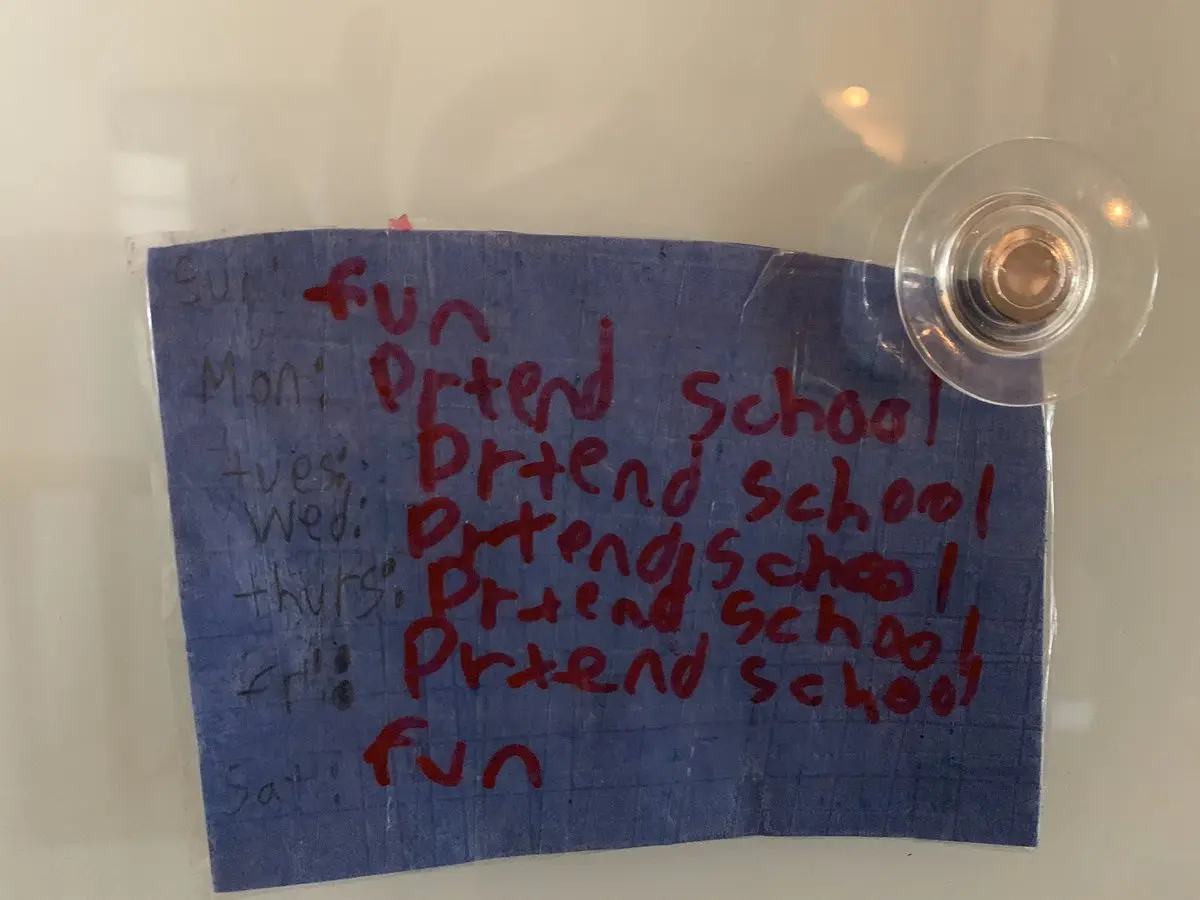 Sun: fun
Mon: Prtend School
tues: Prtend School
Wed: Prtend School
thurs: Prtend School
fri: Prtend School
Sat: fun